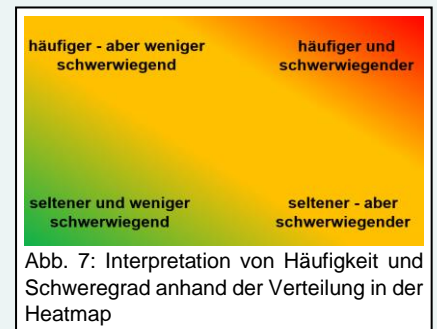 häufiger - aber weniger
schwerwiegend
häufiger und
schwerwiegender
seltener und weniger
schwerwiegend
seltener - aber
schwerwiegender
Abb. 7: Interpretation von Häufigkeit und
Schweregrad anhand der Verteilung in der
Heatmap